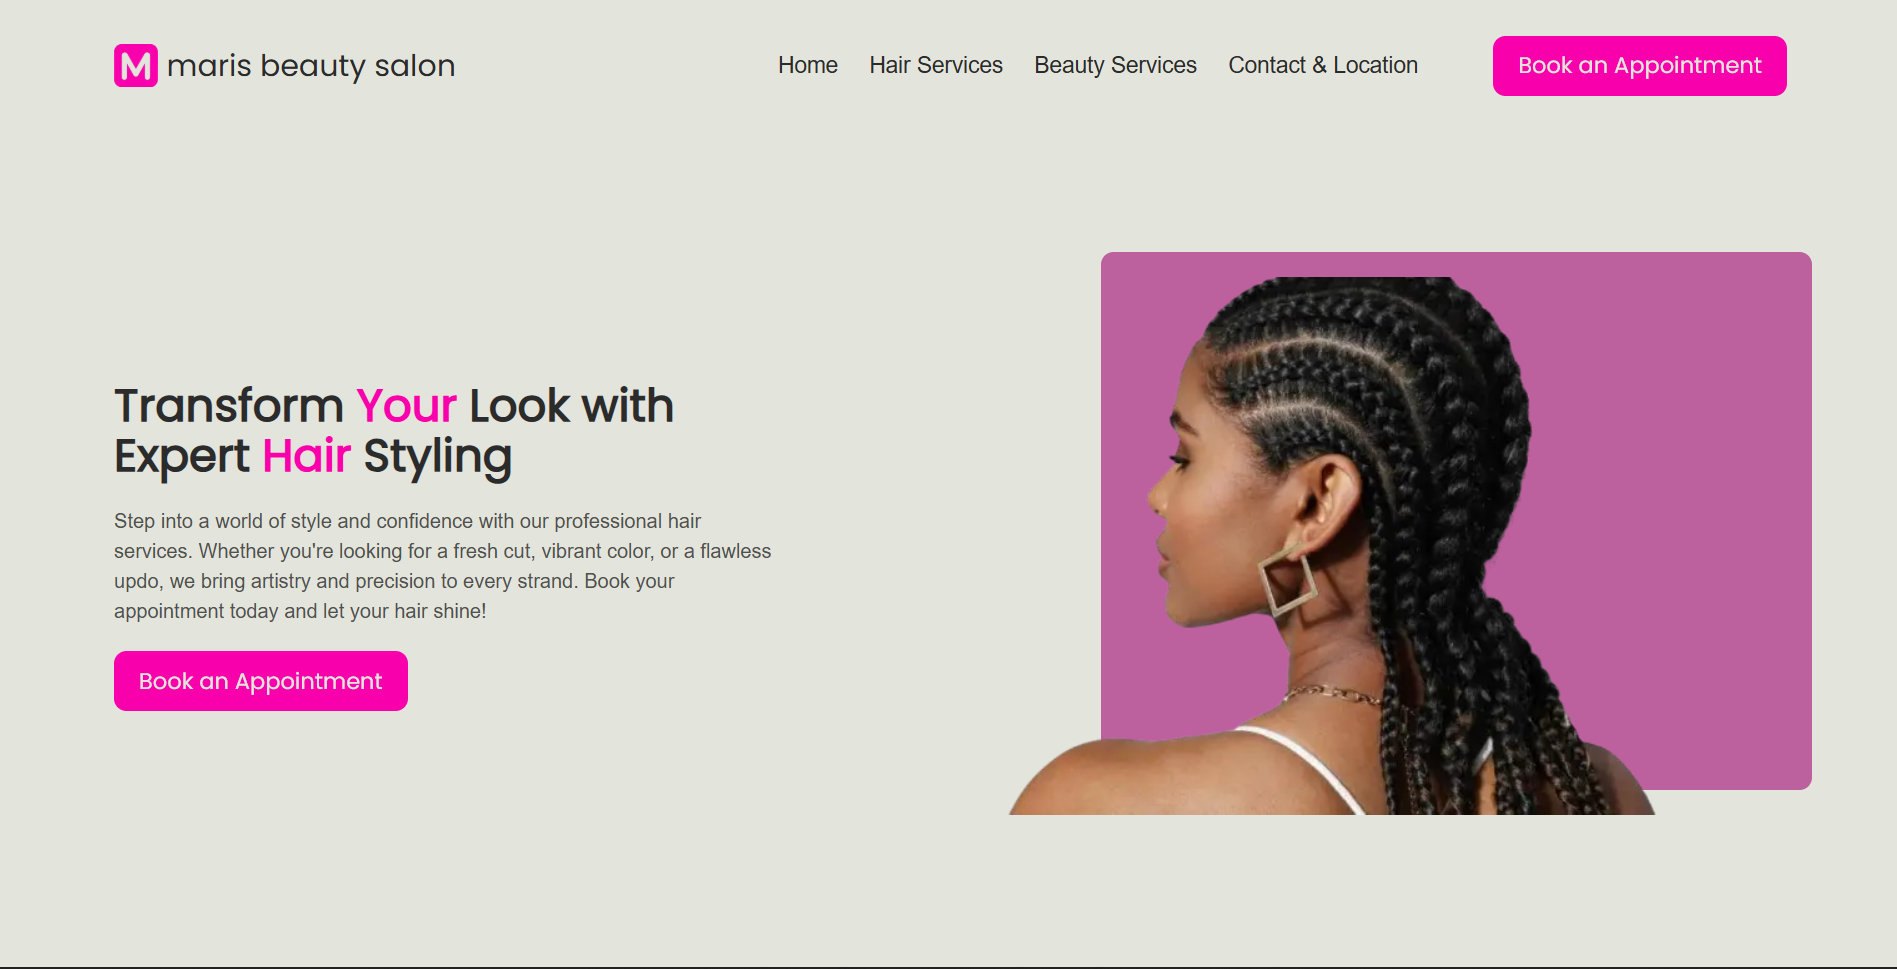 M maris beauty salon
Home Hair Services Beauty Services Contact & Location Book an Appointment
Transform Your Look with
Expert Hair Styling
Step into a world of style and confidence with our professional hair
services. Whether you're looking for a fresh cut, vibrant color, or a flawless
updo, we bring artistry and precision to every strand. Book your
appointment today and let your hair shine!
Book an Appointment